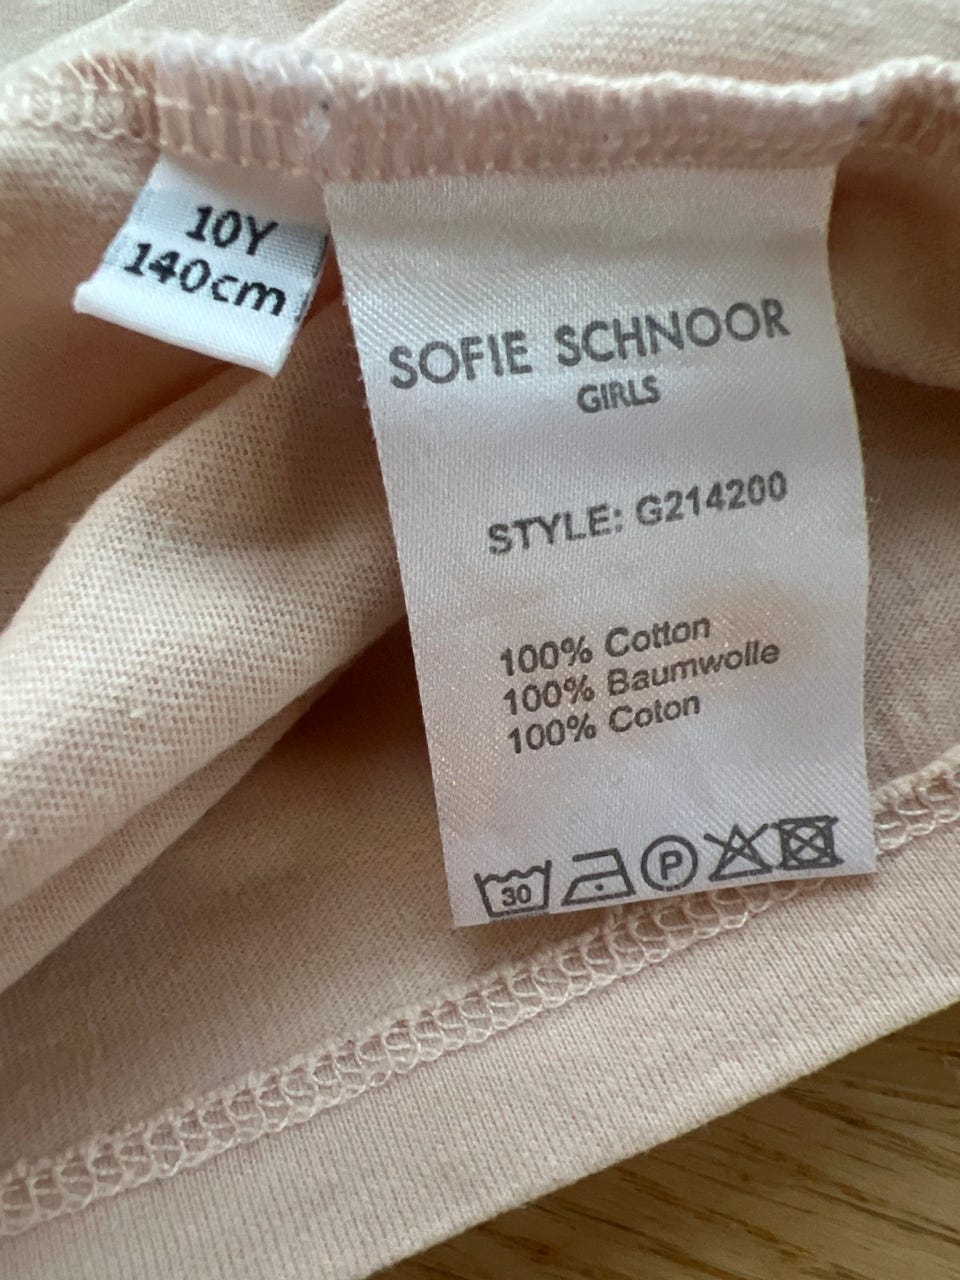 10Y
140cm
SOFIE SCHNOOR
GIRLS
STYLE: G214200
100% Cotton
100% Baumwolle
100% Coton
30 P